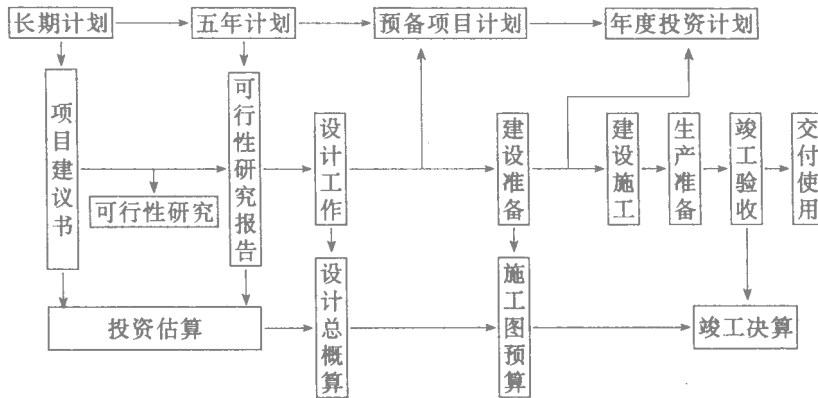 长期计划
五年计划
预备项目计划
年度投资计划
项目建议书
可行性研究
可行性研究报告
设计工作
建设准备
建设施工
生产准备
竣工验收
交付使用
投资估算
设计总概算
施工图预算
竣工决算